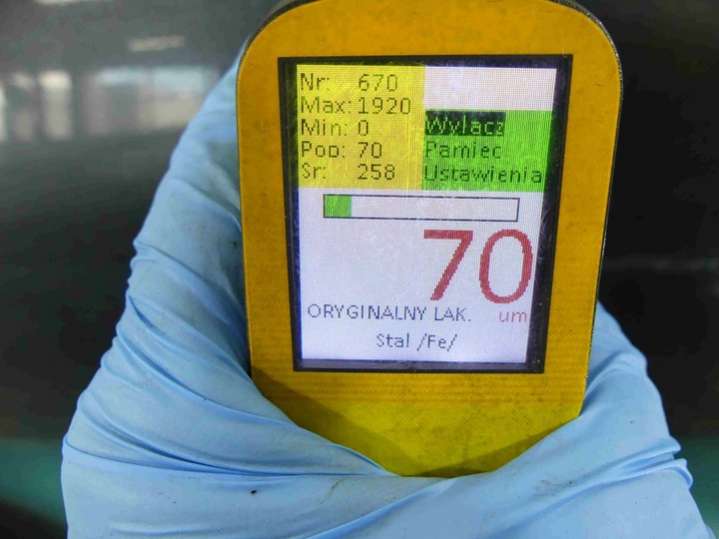 Nr: 670
Max: 1920
Min: 0
Pop: 70
Sr: 258
Wylacz
Pamiec
Ustawienia
70
ORYGINALNY LAK. um
Stal /Fe/